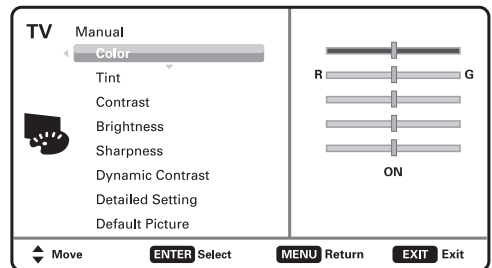 TV Manual
Color
Tint
R G
Contrast
Brightness
Sharpness
Dynamic Contrast ON
Detailed Setting
Default Picture
Move ENTER Select MENU Return EXIT Exit